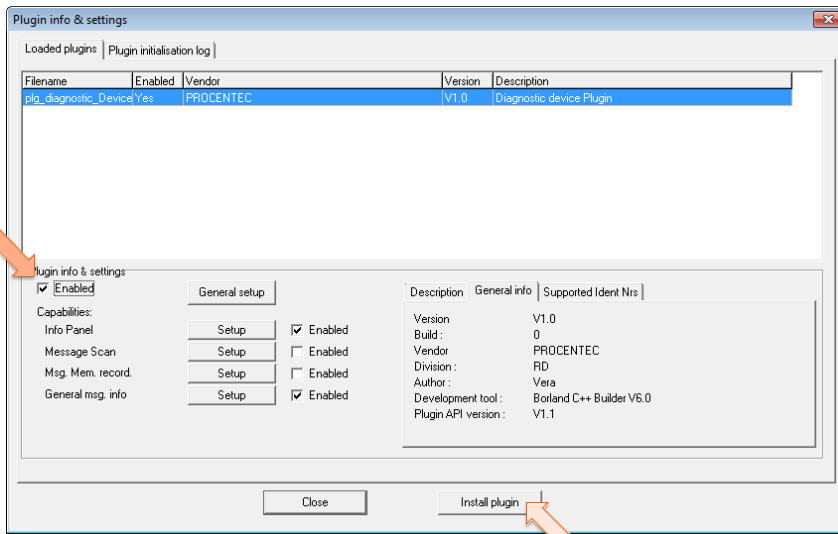 Plugin info & settings
Loaded plugins Plugin initialisation log
Filename Enabled Vendor Version Description
plg_diagnostic_Device Yes PROCENTEC V1.0 Diagnostic device Plugin
Plugin info & settings
Enabled General setup Description General info Supported Ident Nrs
Capabilities:
Info Panel Setup Enabled
Message Scan Setup Enabled
Msg. Mem. record. Setup Enabled
General msg. info Setup Enabled
Version V1.0
Build : 0
Vendor PROCENTEC
Division : RD
Author : Vera
Development tool : Borland C++ Builder V6.0
Plugin API version : V1.1
Close Install plugin